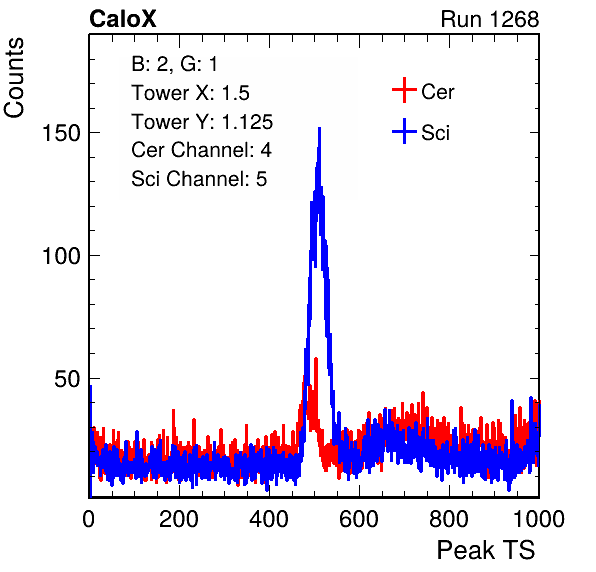 CaloX
Run 1268
Counts
B: 2, G: 1
Tower X: 1.5
Tower Y: 1.125
Cer Channel: 4
Sci Channel: 5
Cer
Sci
150
100
50
0 200 400 600 800 1000
Peak TS